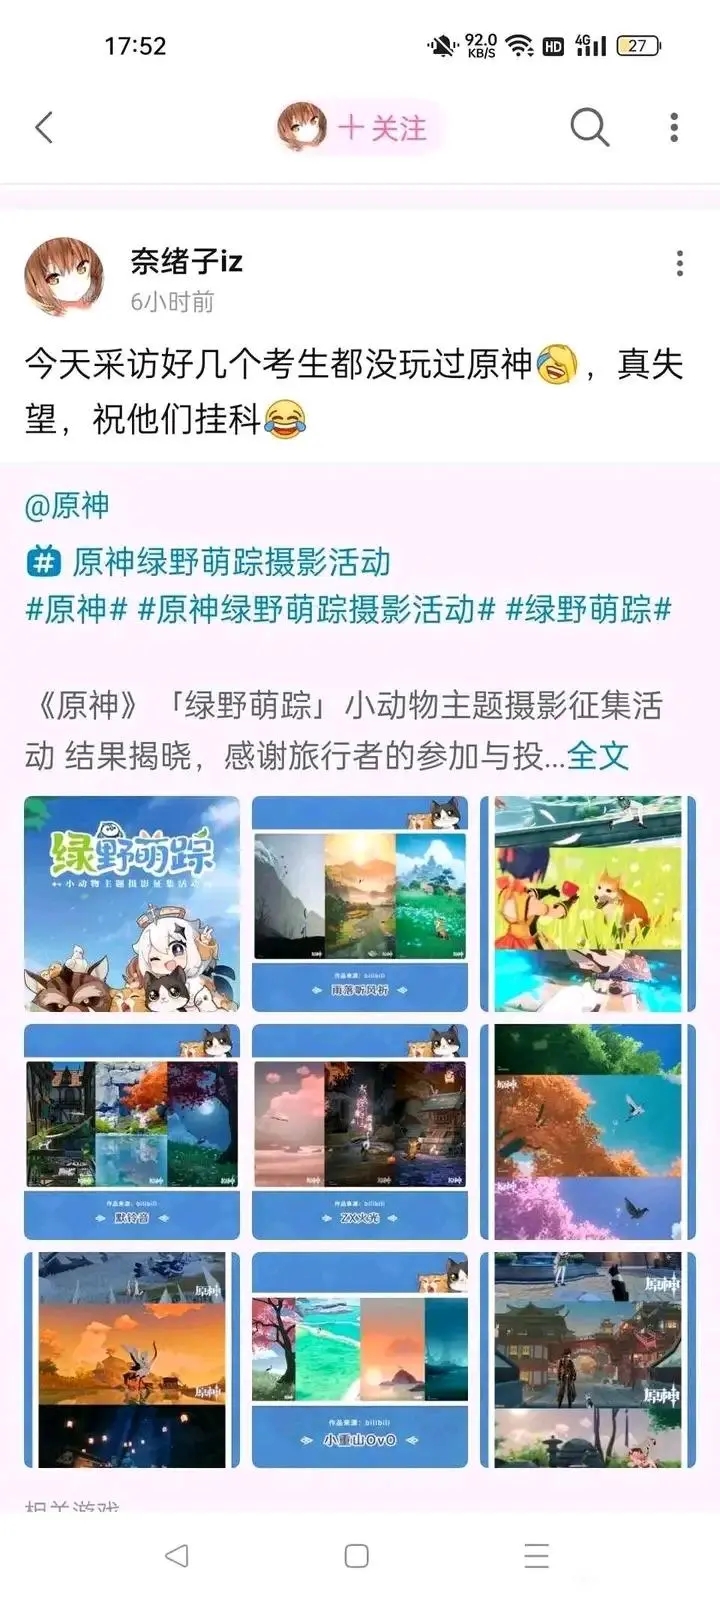 17:52
92.0
KB/S
HD
4G
27
关注
奈绪子iz
6小时前
今天采访好几个考生都没玩过原神，真失
望，祝他们挂科
@原神
# 原神绿野萌踪摄影活动
#原神# #原神绿野萌踪摄影活动# #绿野萌踪#
《原神》「绿野萌踪」小动物主题摄影征集活
动 结果揭晓，感谢旅行者的参加与投...全文
绿野萌踪
小动物主题摄影征集活动
作品来源：bilibili
雨落听风祈
作品来源：bilibili
默铃音
作品来源：bilibili
ZX火光
原神
原神
原神
作品来源：bilibili
小重山OvO
原神
原神
相关游戏